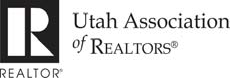 R
REALTOR®
Utah Association
of REALTORS®